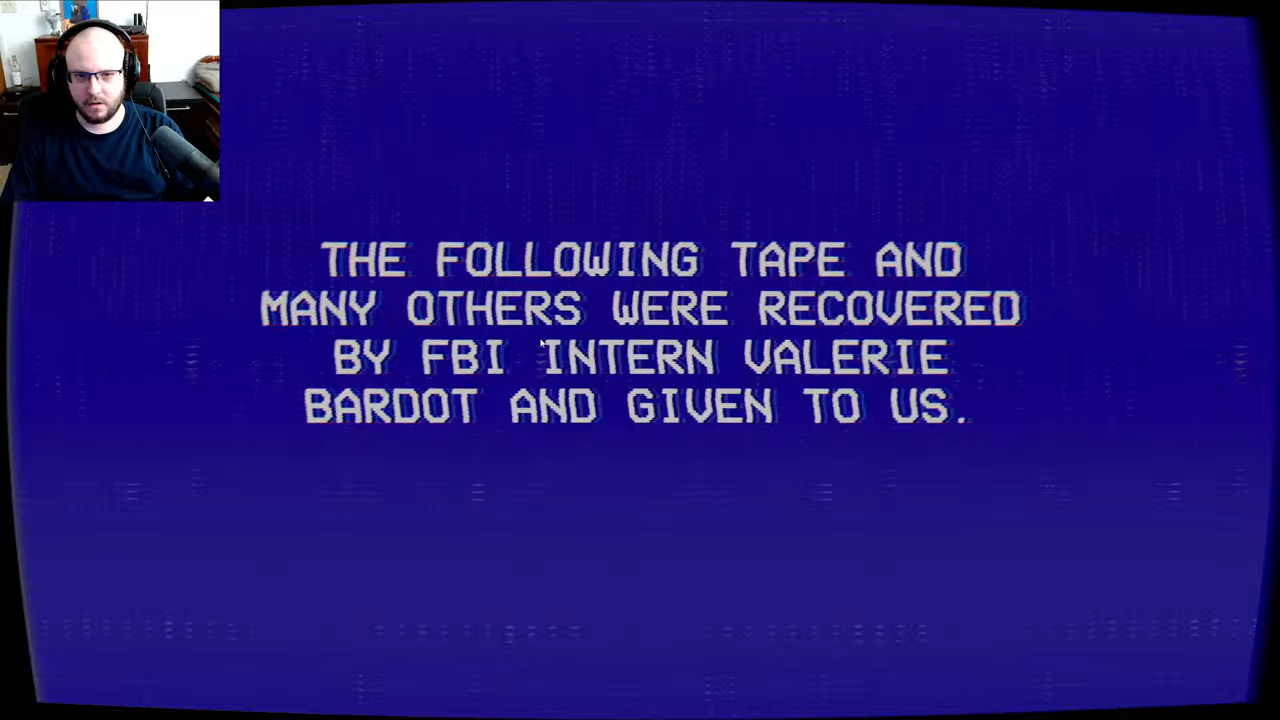 THE FOLLOWING TAPE AND
MANY OTHERS WERE RECOVERED
BY FBI INTERN VALERIE
BARDOT AND GIVEN TO US.